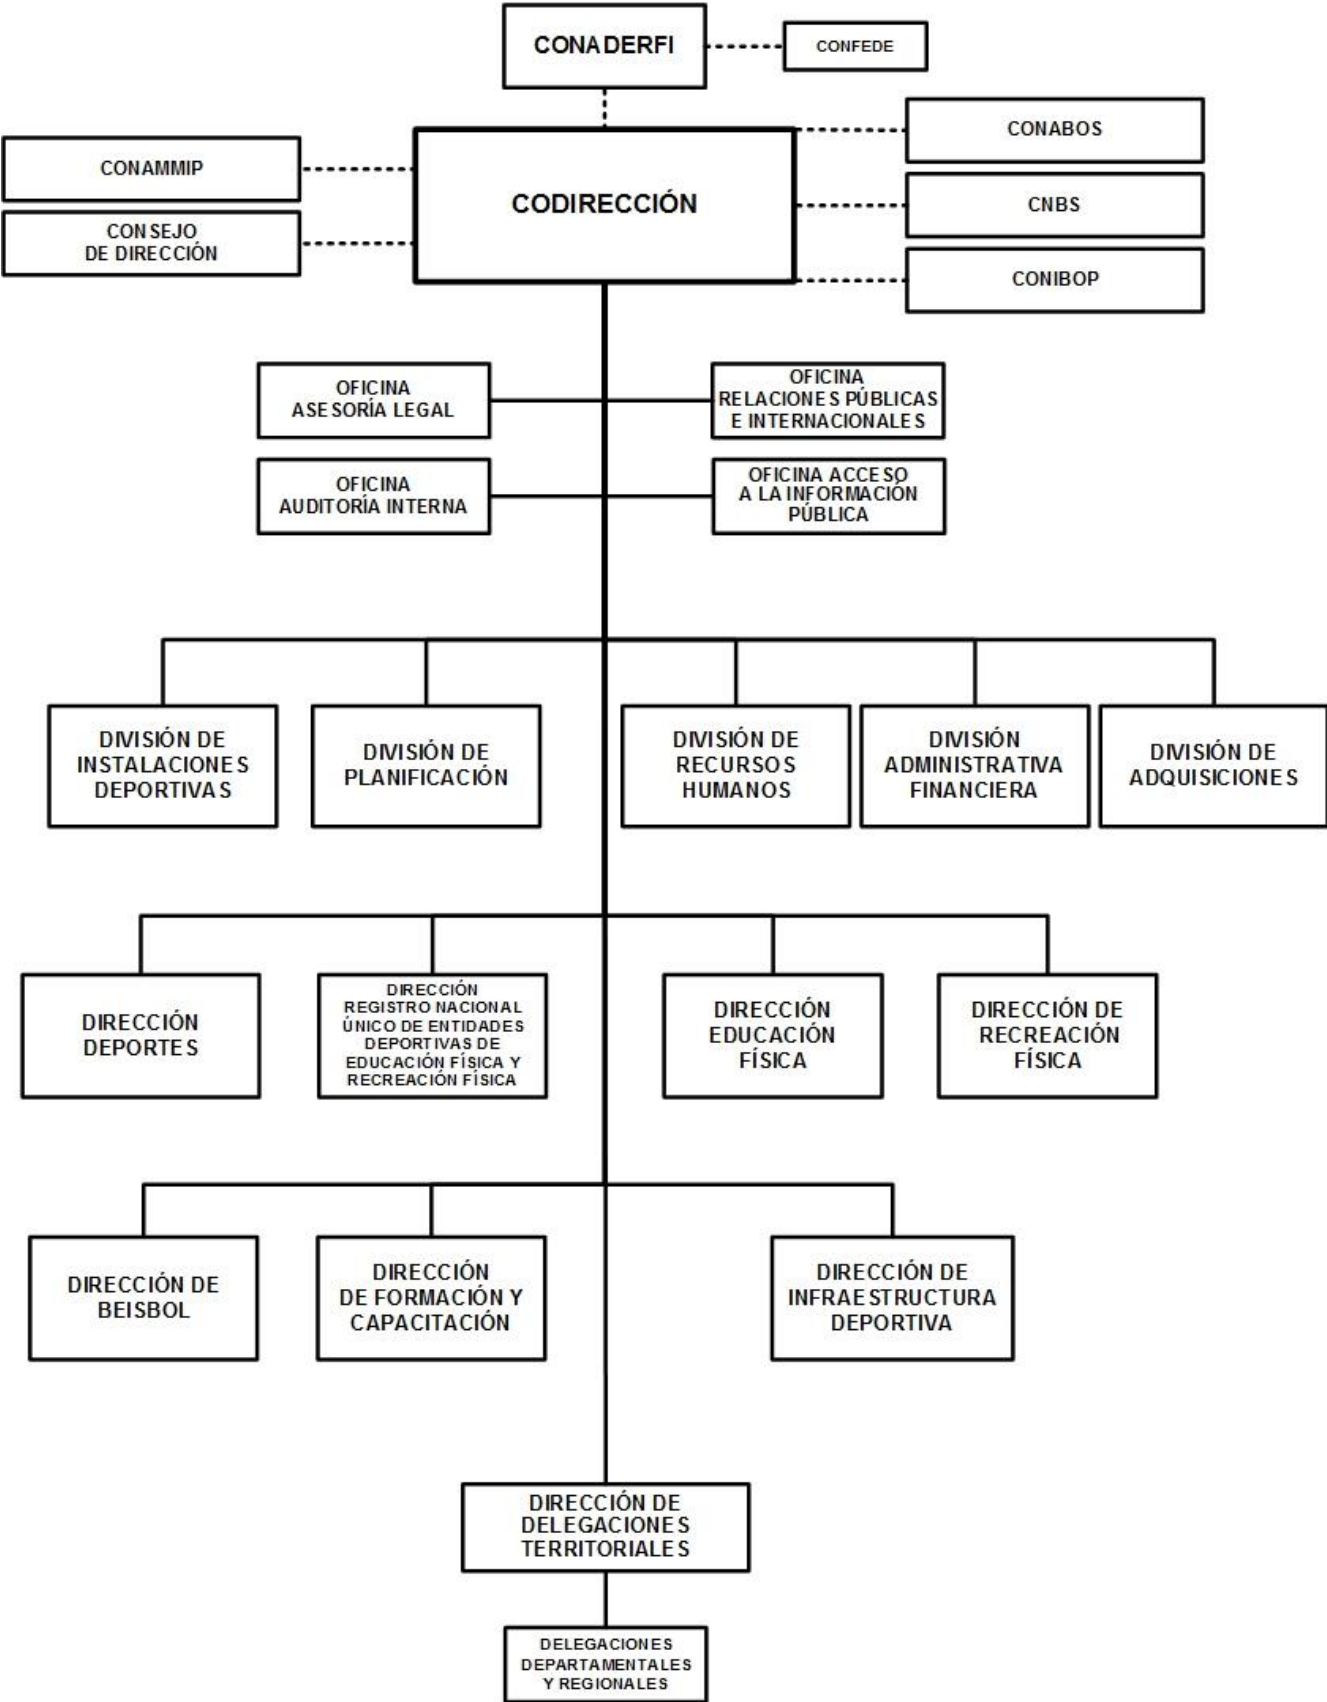 CONADERFI
CONFEDE
CONAMMIP
CONSEJO
DE DIRECCIÓN
CODIRECCIÓN
CONABOS
CNBS
CONIBOP
OFICINA
ASESORÍA LEGAL
OFICINA
RELACIONES PÚBLICAS
E INTERNACIONALES
OFICINA
AUDITORÍA INTERNA
OFICINA ACCESO
A LA INFORMACIÓN
PÚBLICA
DIVISIÓN DE
INSTALACIONES
DEPORTIVAS
DIVISIÓN DE
PLANIFICACIÓN
DIVISIÓN DE
RECURSOS
HUMANOS
DIVISIÓN
ADMINISTRATIVA
FINANCIERA
DIVISIÓN DE
ADQUISICIONES
DIRECCIÓN
DEPORTES
DIRECCIÓN
REGISTRO NACIONAL
ÚNICO DE ENTIDADES
DEPORTIVAS DE
EDUCACIÓN FÍSICA Y
RECREACIÓN FÍSICA
DIRECCIÓN
EDUCACIÓN
FÍSICA
DIRECCIÓN DE
RECREACIÓN
FÍSICA
DIRECCIÓN DE
BEISBOL
DIRECCIÓN
DE FORMACIÓN Y
CAPACITACIÓN
DIRECCIÓN DE
INFRAESTRUCTURA
DEPORTIVA
DIRECCIÓN DE
DELEGACIONES
TERRITORIALES
DELEGACIONES
DEPARTAMENTALES
Y REGIONALES